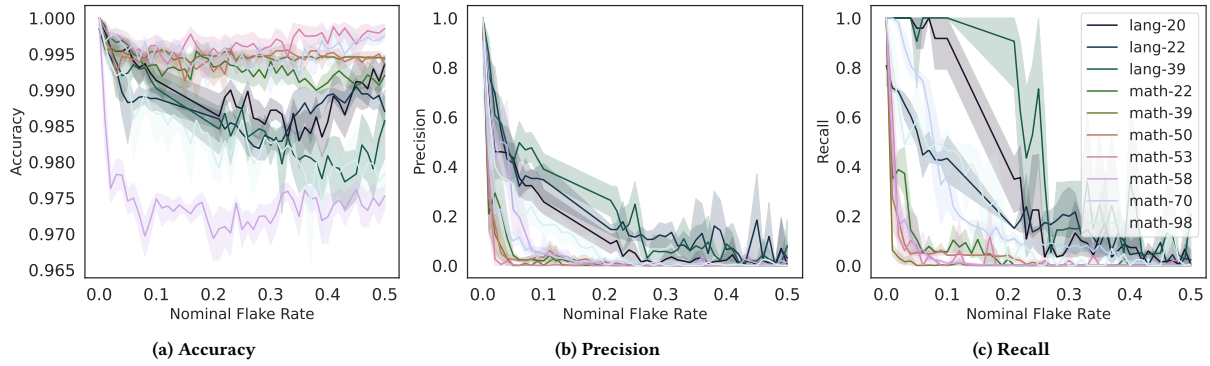 1.000
0.995
0.990
0.985
0.980
0.975
0.970
0.965
Accuracy
0.0 0.1 0.2 0.3 0.4 0.5
Nominal Flake Rate
(a) Accuracy
1.0
0.8
0.6
0.4
0.2
0.0
Precision
0.0 0.1 0.2 0.3 0.4 0.5
Nominal Flake Rate
(b) Precision
1.0
0.8
0.6
0.4
0.2
0.0
Recall
lang-20
lang-22
lang-39
math-22
math-39
math-50
math-53
math-58
math-70
math-98
0.0 0.1 0.2 0.3 0.4 0.5
Nominal Flake Rate
(c) Recall